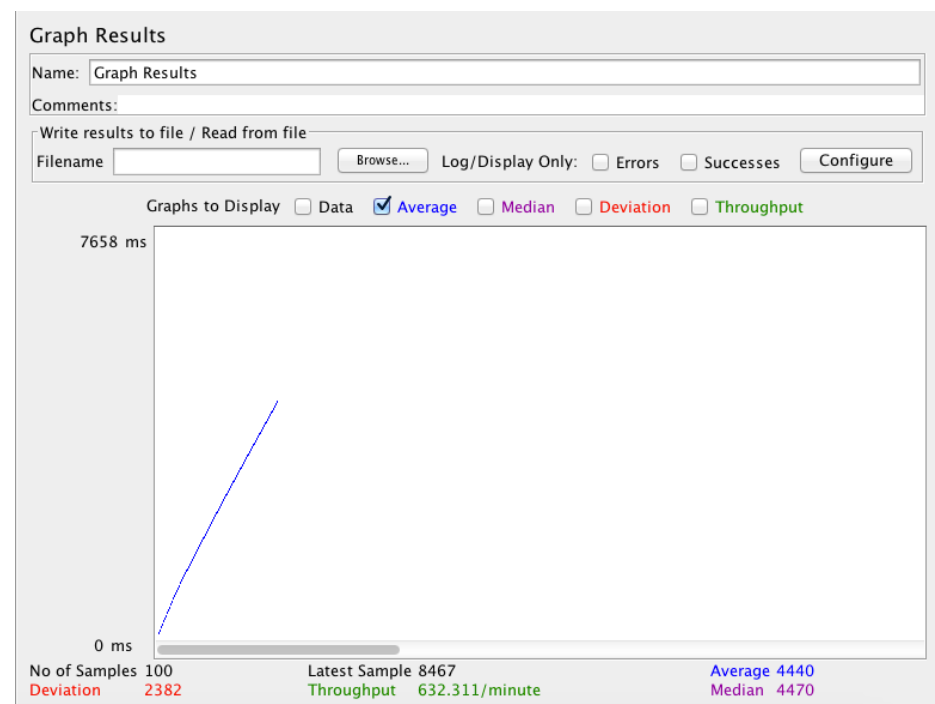 Graph Results
Name: Graph Results
Comments:
Write results to file / Read from file
Filename Browse... Log/Display Only: Errors Successes Configure
Graphs to Display Data Average Median Deviation Throughput
7658 ms
0 ms
No of Samples 100 Latest Sample 8467 Average 4440
Deviation 2382 Throughput 632.311/minute Median 4470